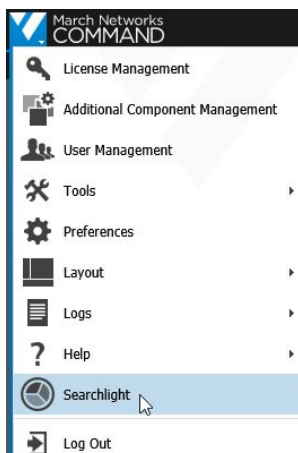 March Networks
COMMAND
License Management
Additional Component Management
User Management
Tools
Preferences
Layout
Logs
Help
Searchlight
Log Out